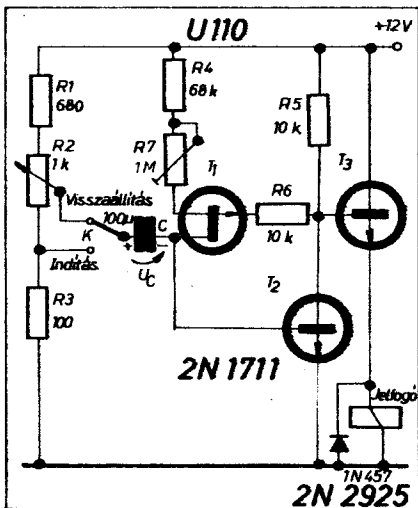 U110
+12V
R1
680
R4
68k
R2
1k
R7
1M
R5
10k
T1
T3
Visszaállítás
100µ
K
C
+
−
Indítás
UC
R6
10k
R3
100
T2
2N 1711
Jelfogó
1N457
2N 2925